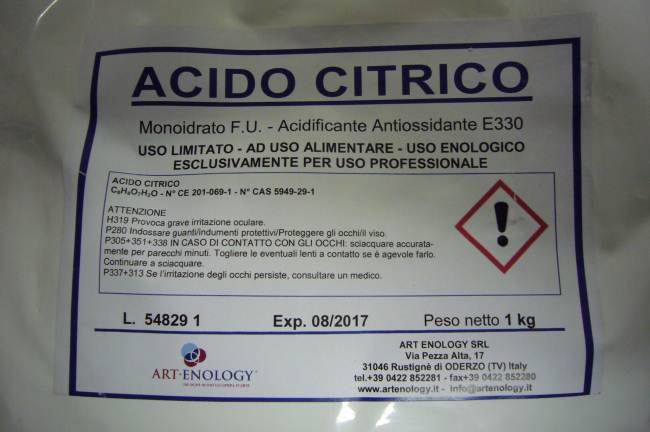 ACIDO CITRICO
Monoidrato F.U. - Acidificante Antiossidante E330
USO LIMITATO - AD USO ALIMENTARE - USO ENOLOGICO
ESCLUSIVAMENTE PER USO PROFESSIONALE
ACIDO CITRICO
C₆H₈O₇H₂O - N° CE 201-069-1 - N° CAS 5949-29-1
ATTENZIONE
H319 Provoca grave irritazione oculare.
P280 Indossare guanti/indumenti protettivi/Proteggere gli occhi/il viso.
P305+351+338 IN CASO DI CONTATTO CON GLI OCCHI: sciacquare accurata-
mente per parecchi minuti. Togliere le eventuali lenti a contatto se è agevole farlo.
Continuare a sciacquare.
P337+313 Se l'irritazione degli occhi persiste, consultare un medico.
L. 54829 1 Exp. 08/2017 Peso netto 1 kg
ART•ENOLOGY®
ART ENOLOGY SRL
Via Pezza Alta, 17
31046 Rustignè di ODERZO (TV) Italy
tel.+39 0422 852281 - fax+39 0422 852280
www.artenology.it - info@artenology.it